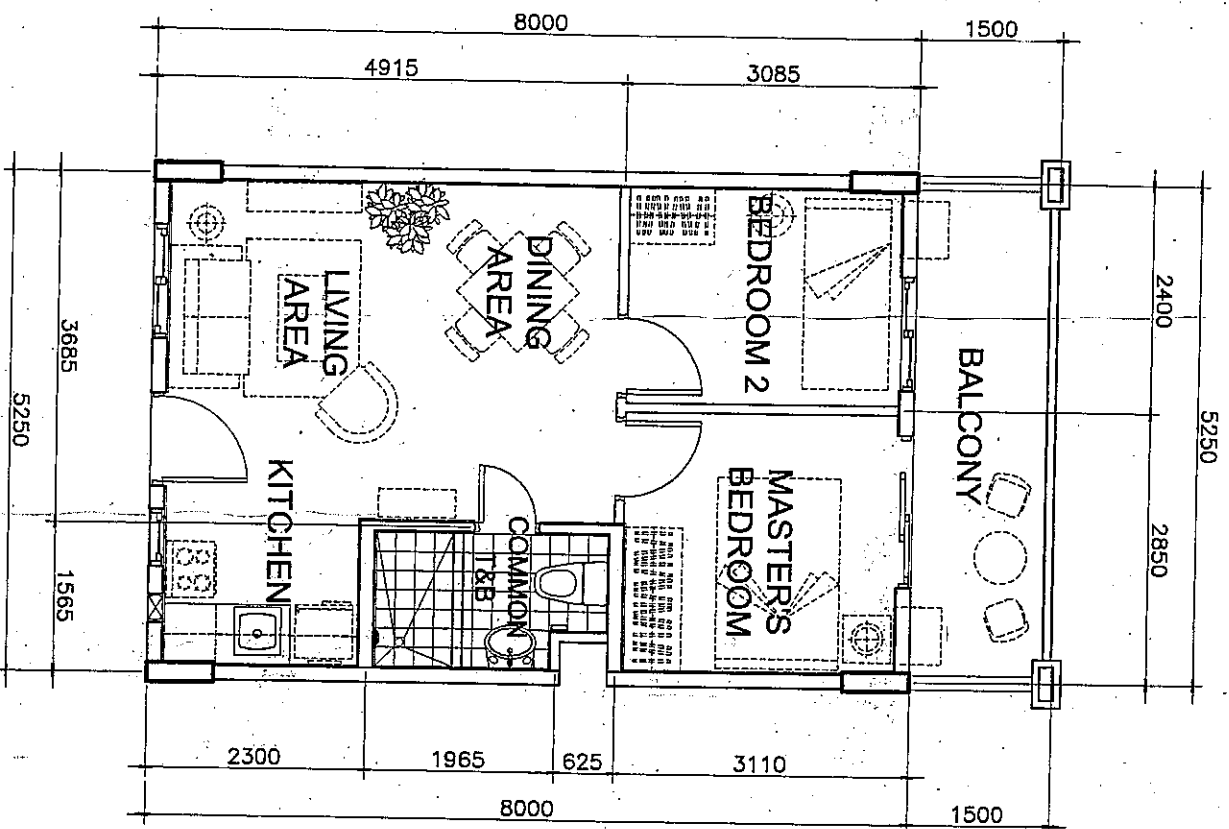 8000
1500
4915
3085
LIVING
AREA
DINING
AREA
BEDROOM 2
BALCONY
KITCHEN
COMMON
T&B
MASTER'S
BEDROOM
3685
1565
5250
2400
2850
5250
2300
1965
625
3110
8000
1500